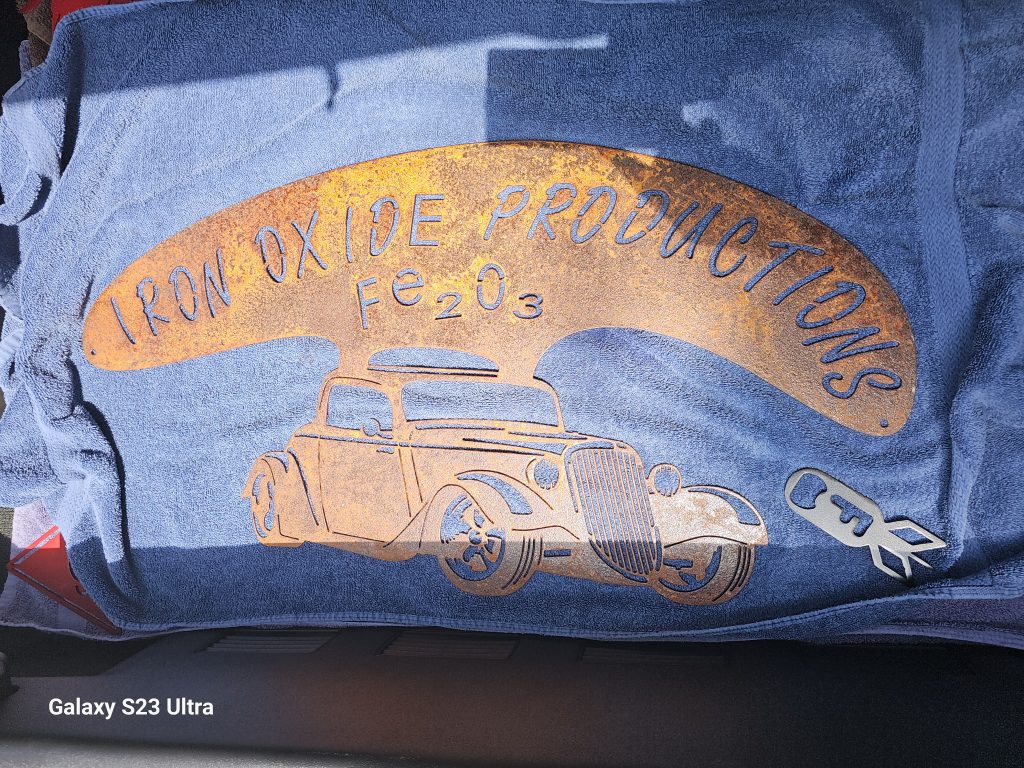 IRON OXIDE PRODUCTIONS
Fe2O3
F
Galaxy S23 Ultra